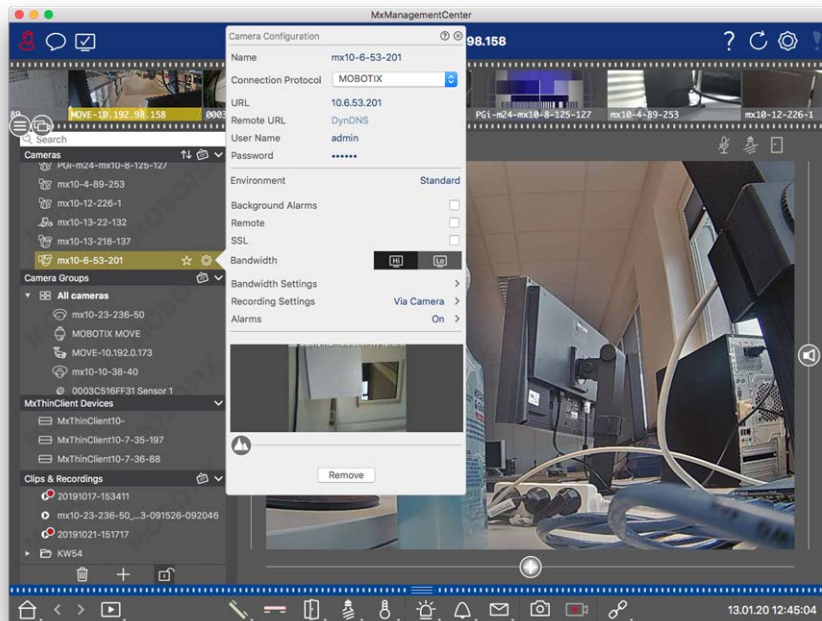 MxManagementCenter
98.158
MOVE-10.192.98.158
0003
PGi-m24-mx10-8-125-127
mx10-4-89-253
mx10-12-226-1
Search
Cameras
PGi-m24-mx10-8-125-127
mx10-4-89-253
mx10-12-226-1
mx10-13-22-132
mx10-13-218-137
mx10-6-53-201
Camera Groups
All cameras
mx10-23-236-50
MOBOTIX MOVE
MOVE-10.192.0.173
mx10-10-38-40
0003C516FF31 Sensor 1
MxThinClient Devices
MxThinClient10-
MxThinClient10-7-35-197
MxThinClient10-7-36-88
Clips & Recordings
20191017-153411
mx10-23-236-50_...3-091526-092046
20191021-151717
KW54
Camera Configuration
Name mx10-6-53-201
Connection Protocol MOBOTIX
URL 10.6.53.201
Remote URL DynDNS
User Name admin
Password ••••••
Environment Standard
Background Alarms
Remote
SSL
Bandwidth Hi Lo
Bandwidth Settings
Recording Settings Via Camera
Alarms On
Remove
13.01.20 12:45:04